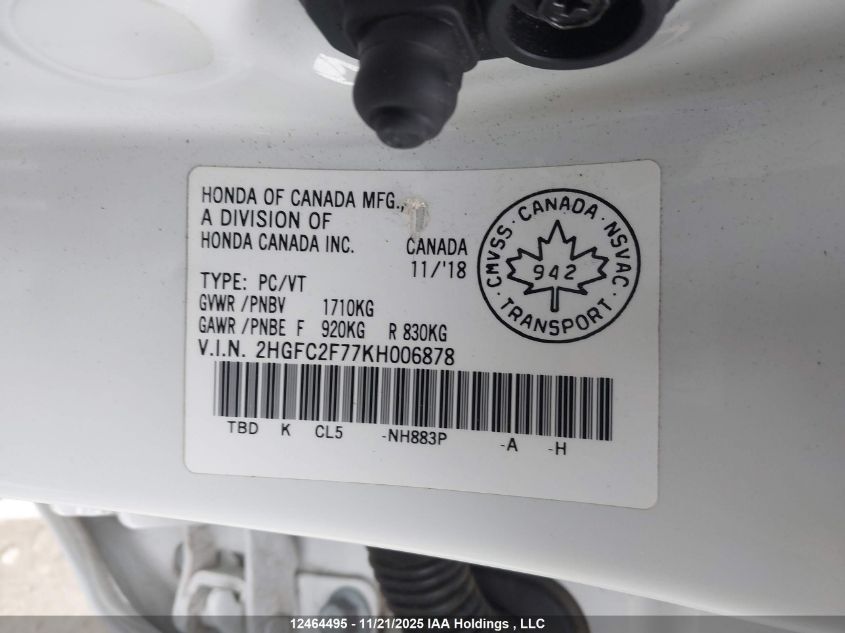 HONDA OF CANADA MFG.,
A DIVISION OF
HONDA CANADA INC. CANADA
11/'18
TYPE: PC/VT
GVWR /PNBV 1710KG
GAWR /PNBE F 920KG R 830KG
V.I.N. 2HGFC2F77KH006878
TBD K CL5 -NH883P -A -H
CMVSS · CANADA · NSVAC
942
· TRANSPORT ·
12464495 - 11/21/2025 IAA Holdings , LLC